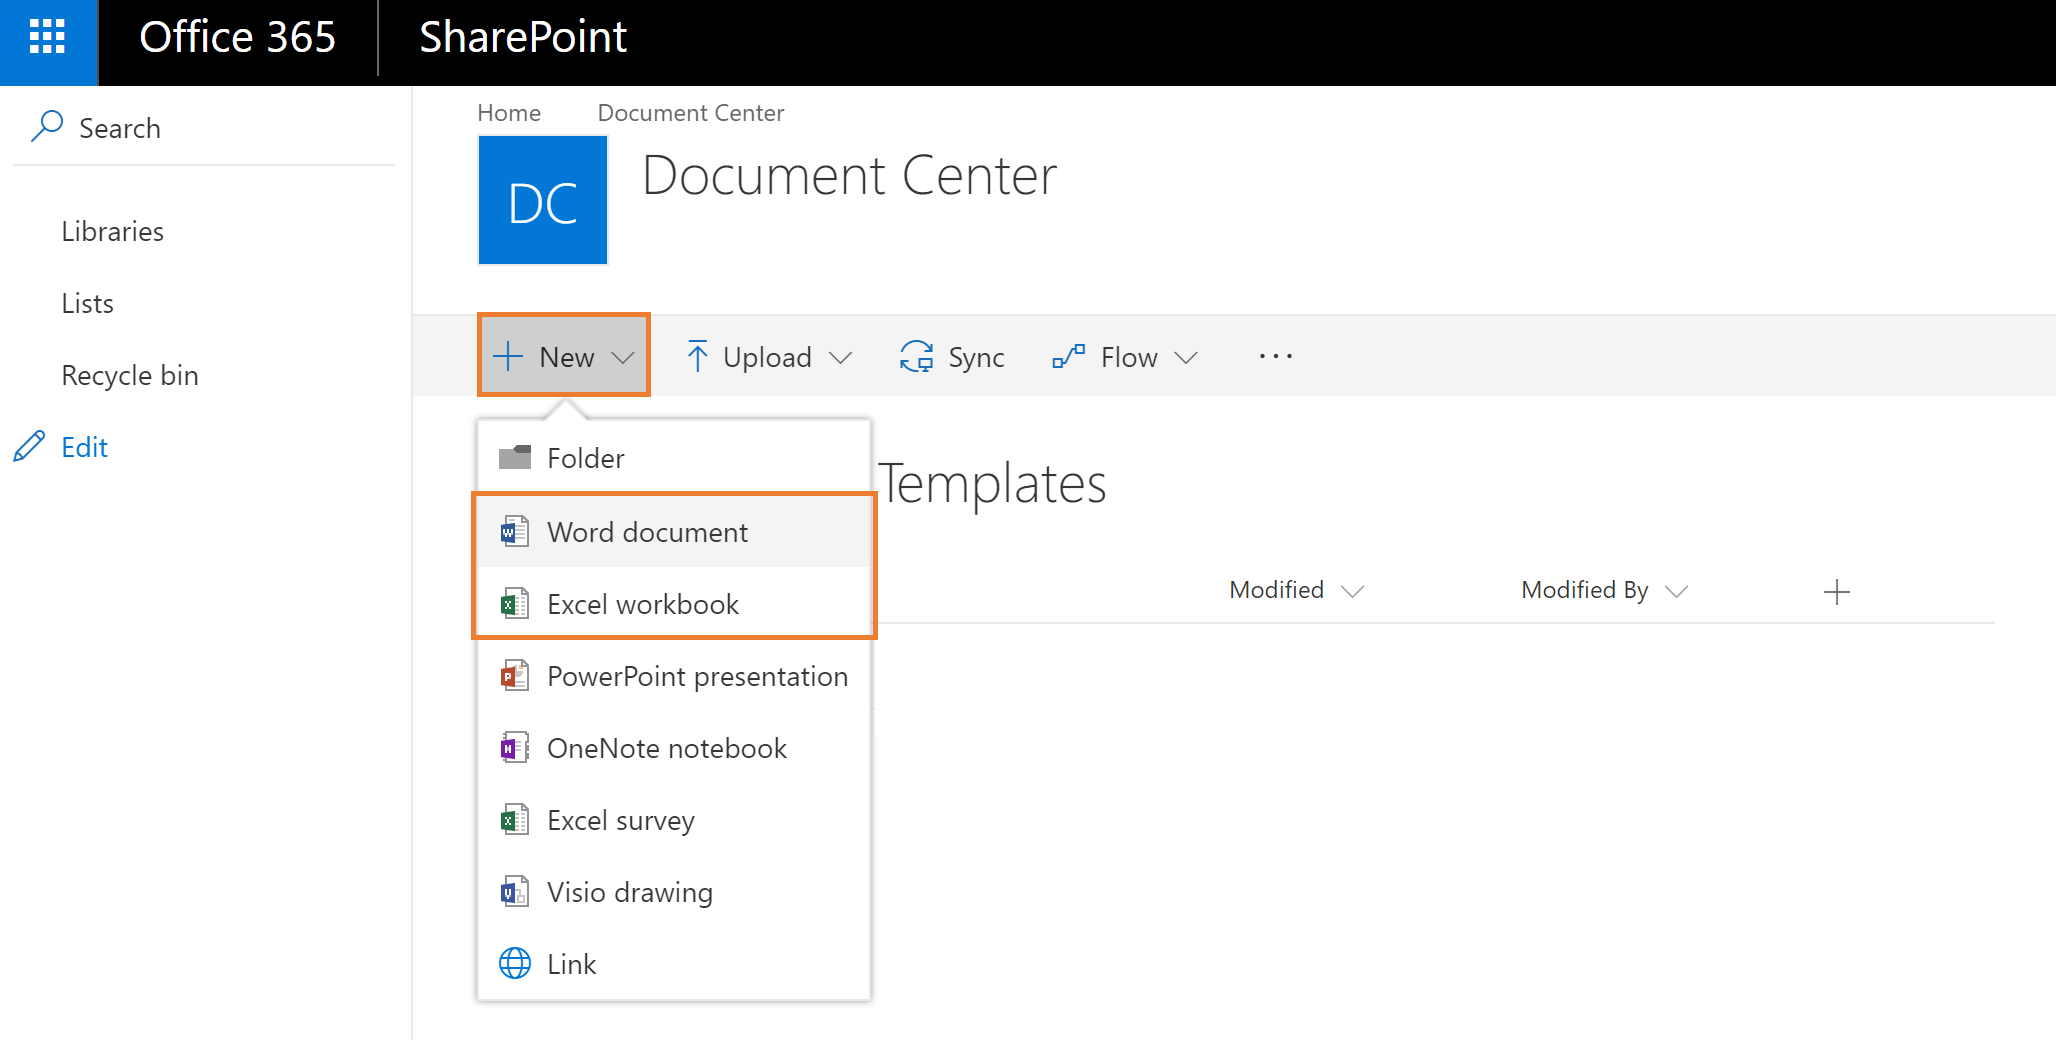 Office 365
SharePoint
Search
Libraries
Lists
Recycle bin
Edit
Home
Document Center
DC
Document Center
New
Upload
Sync
Flow
...
Folder
Word document
Excel workbook
PowerPoint presentation
OneNote notebook
Excel survey
Visio drawing
Link
Templates
Modified
Modified By